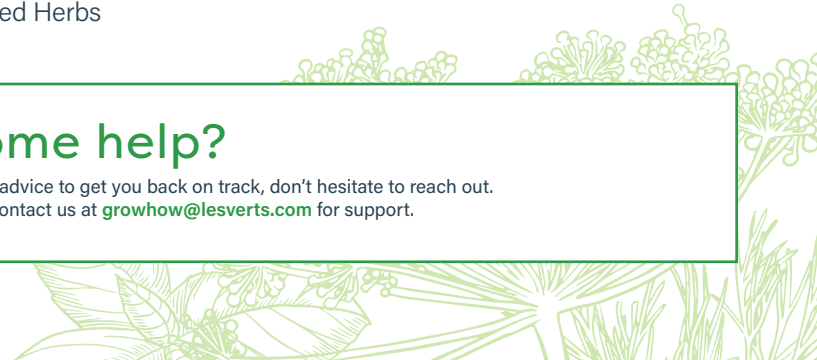 ed Herbs
ome help?
advice to get you back on track, don’t hesitate to reach out.
ontact us at growhow@lesverts.com for support.